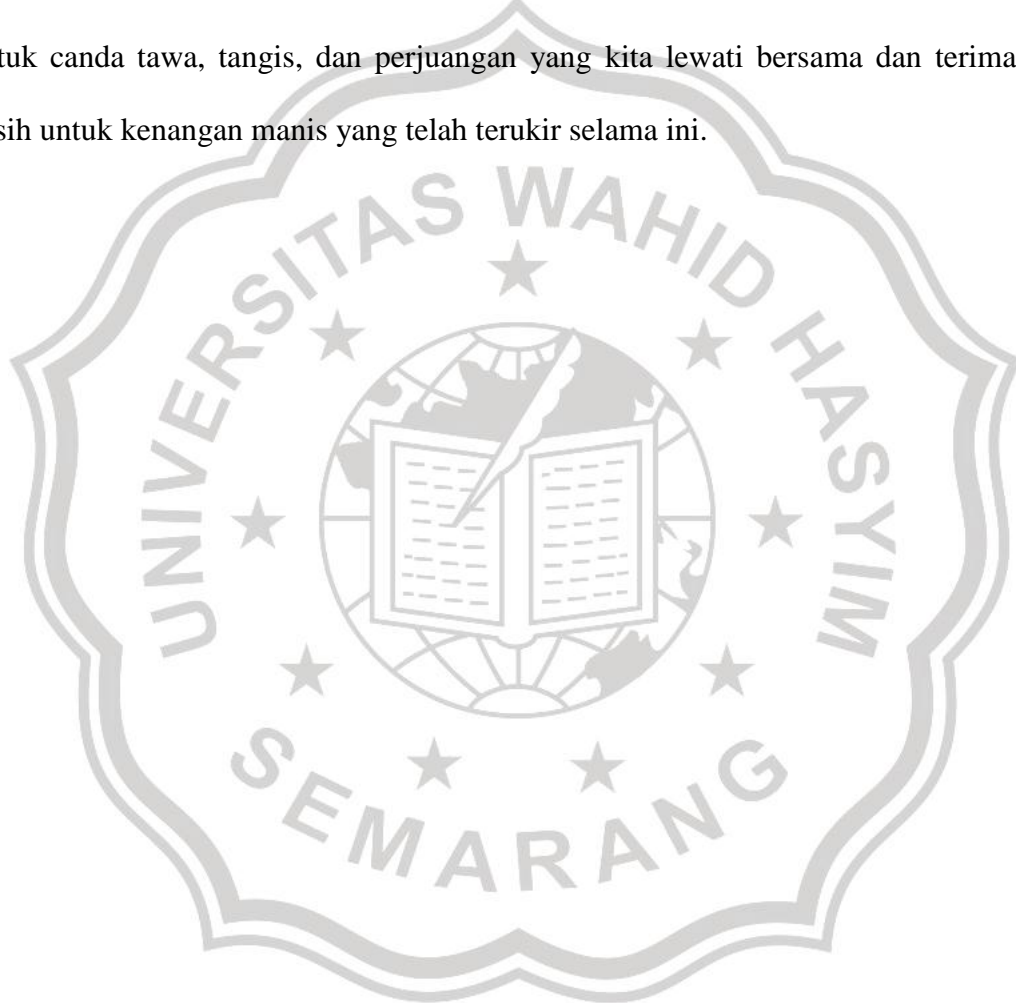 tuk canda tawa, tangis, dan perjuangan yang kita lewati bersama dan terima
sih untuk kenangan manis yang telah terukir selama ini.
UNIVERSITAS WAHID HASYIM
SEMARANG